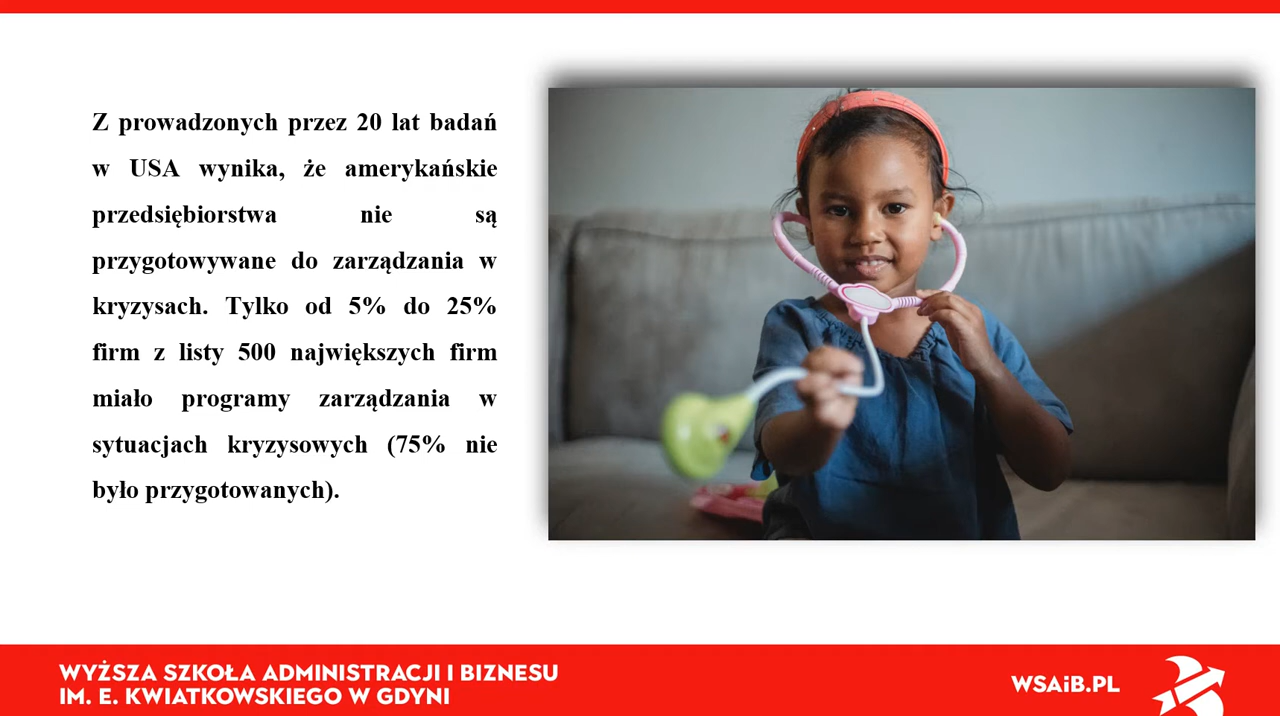 Z prowadzonych przez 20 lat badań
w USA wynika, że amerykańskie
przedsiębiorstwa nie są
przygotowywane do zarządzania w
kryzysach. Tylko od 5% do 25%
firm z listy 500 największych firm
miało programy zarządzania w
sytuacjach kryzysowych (75% nie
było przygotowanych).
WYŻSZA SZKOŁA ADMINISTRACJI I BIZNESU
IM. E. KWIATKOWSKIEGO W GDYNI
WSAiB.PL